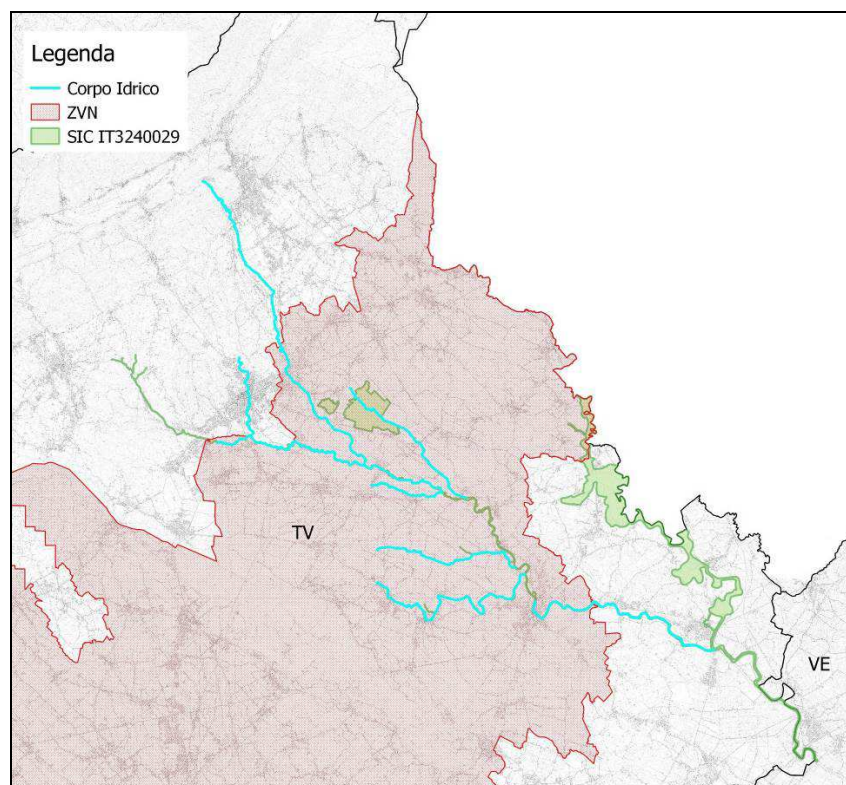 Legenda
Corpo Idrico
ZVN
SIC IT3240029
TV
VE